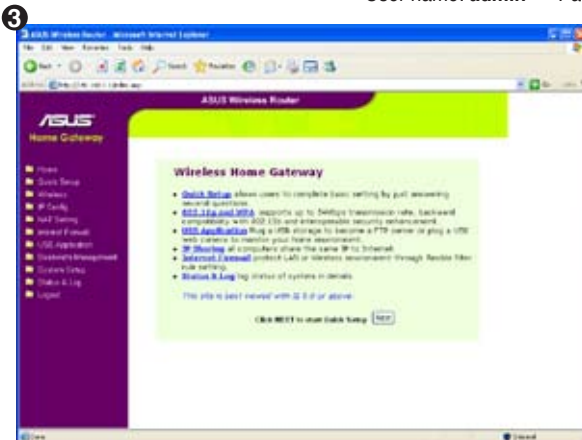 User name: admin
3
ASUS Wireless Router - Microsoft Internet Explorer
File Edit View Favorites Tools Help
Search Favorites
ASUS Wireless Router
ASUS
Home Gateway
Home
Quick Setup
Wireless
IP Config
NAT Setting
Internet Firewall
USB Application
Bandwidth Management
System Setup
Status & Log
Logout
Wireless Home Gateway
Quick Setup allows users to complete basic setting by just answering
several questions.
802.11g and WPA supports up to 54Mbps transmission rate, backward
compatibility with 802.11b and interoperable security enhancement.
USB Application Plug a USB storage to become a FTP server or plug a USB
web camera to monitor your home environment.
IP Sharing all computers share the same IP to Internet.
Internet Firewall protect LAN or Wireless environment through flexible filter
rule setting.
Status & Log log status of system in details.
This site is best viewed with IE 5.0 or above.
Click NEXT to start Quick Setup Next
Done
Internet